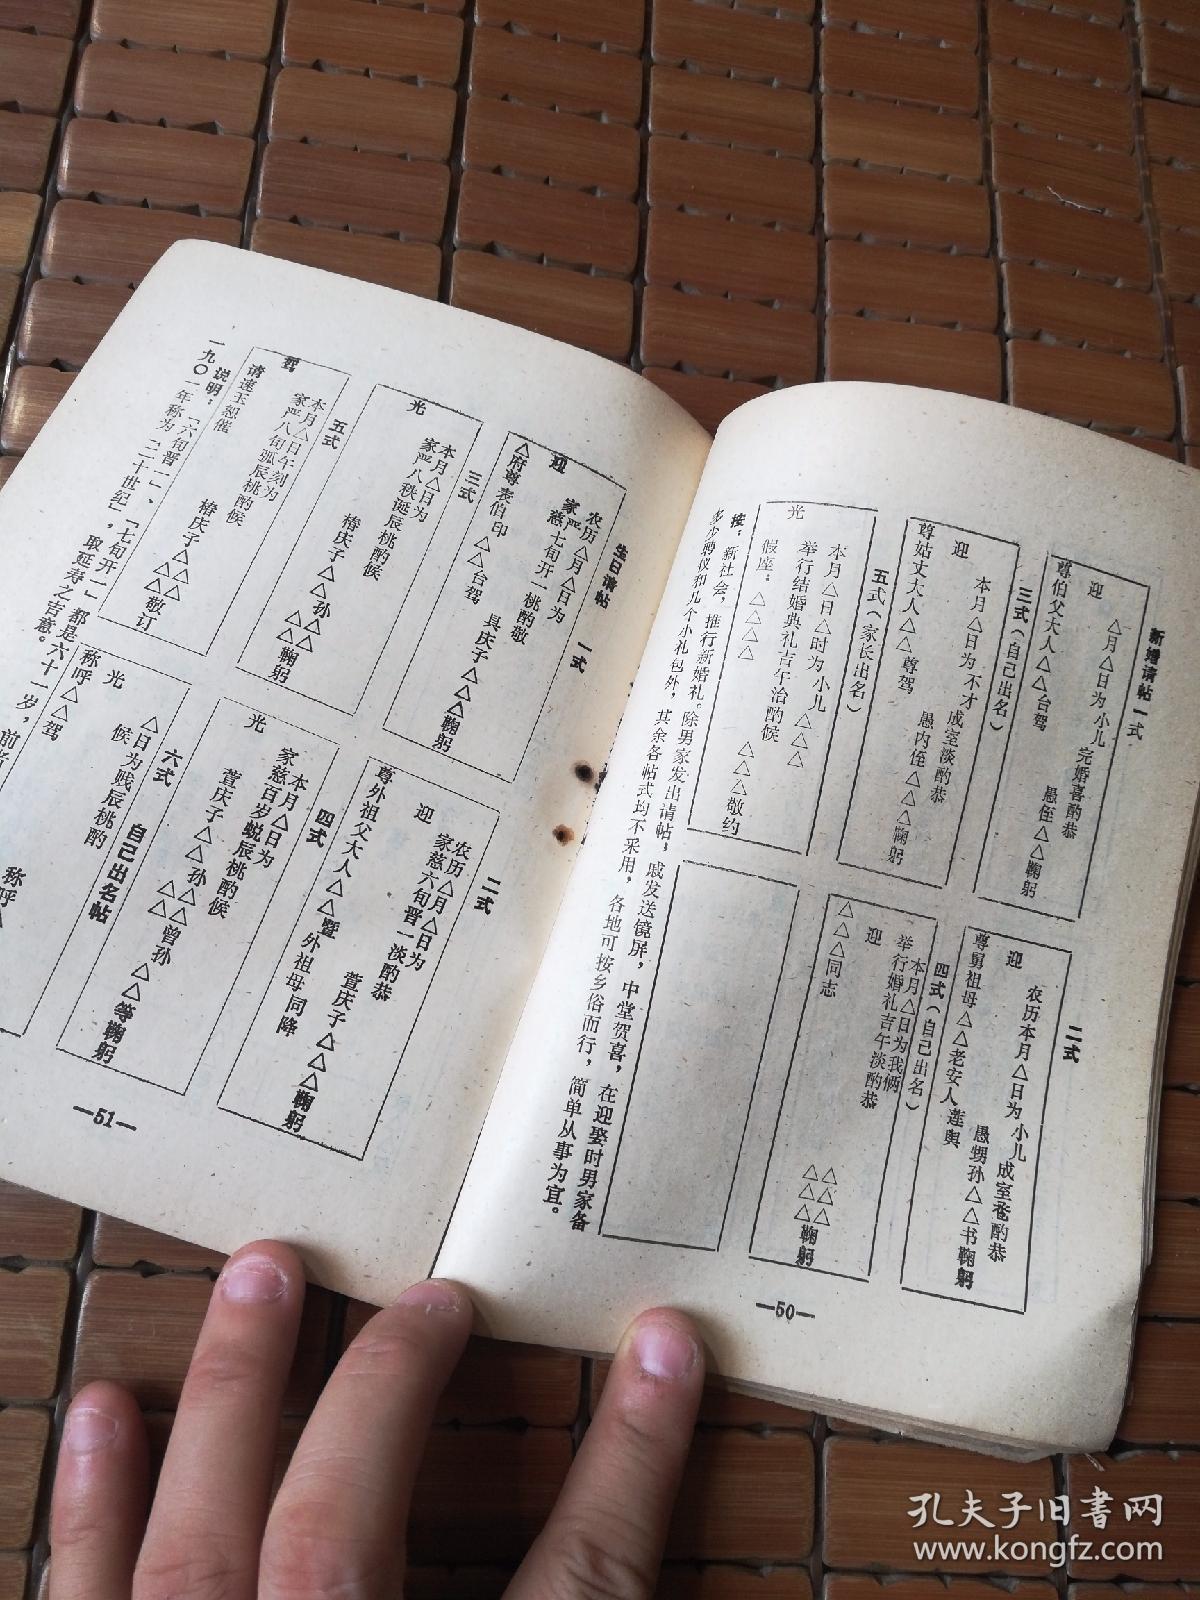 新婚请帖一式
△月△日为小儿完婚喜酌恭
迎
尊伯父大人△△台驾
愚侄△△鞠躬
二式
农历本月△日为小儿成室菲酌恭
迎
尊舅祖母△△老安人莲舆
愚甥孙△△书鞠躬
三式（自己出名）
本月△日为不才成室淡酌恭
迎
尊姑丈大人△△尊驾
愚内侄△△△鞠躬
四式（自己出名）
本月△日为我俩
举行婚礼吉午淡酌恭
迎
△△△同志
△△△
△△△鞠躬
五式（家长出名）
本月△日△时为小儿△△△
举行结婚典礼吉午洽酌候
光
假座：△△△△
△△△敬约
按：新社会，推行新婚礼。除男家发出请帖，戚发送镜屏，中堂贺喜，在迎娶时男家备
多少聘仪和几个小礼包外，其余各帖式均不采用，各地可按乡俗而行，简单从事为宜。
—50—
生日请帖 一式
农历△月△日为
家严慈七旬开一桃酌敬
迎
△府尊表伯印△△台驾
具庆子△△△鞠躬
二式
农历△月△日为
家慈六旬晋一淡酌恭
迎
尊外祖父大人△△暨外祖母同降
萱庆子△△△鞠躬
三式
本月△日为
家严八秩诞辰桃酌候
光
椿庆子△△孙△△鞠躬
四式
本月△日为
家慈百岁帨辰桃酌候
光
萱庆子△△孙△△曾孙△△等鞠躬
五式
本月△日午刻为
家严八旬弧辰桃酌候
驾
请速玉恕催
椿庆子△△△△敬订
六式 自己出名帖
△日为贱辰桃酌
候
光
称呼△△驾
称呼△
说明：「六旬晋一」、「七旬开一」都是六十一岁，前者
一九〇一年称为「二十世纪」，取延寿之吉意。
—51—
孔夫子旧書网
www.kongfz.com